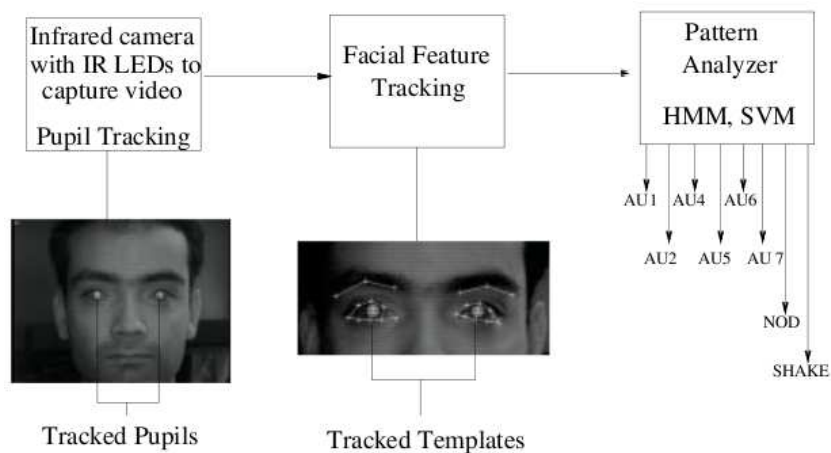 Infrared camera
with IR LEDs to
capture video
Pupil Tracking
Facial Feature
Tracking
Pattern
Analyzer
HMM, SVM
AU1
AU4
AU6
AU2
AU5
AU 7
NOD
SHAKE
Tracked Pupils
Tracked Templates